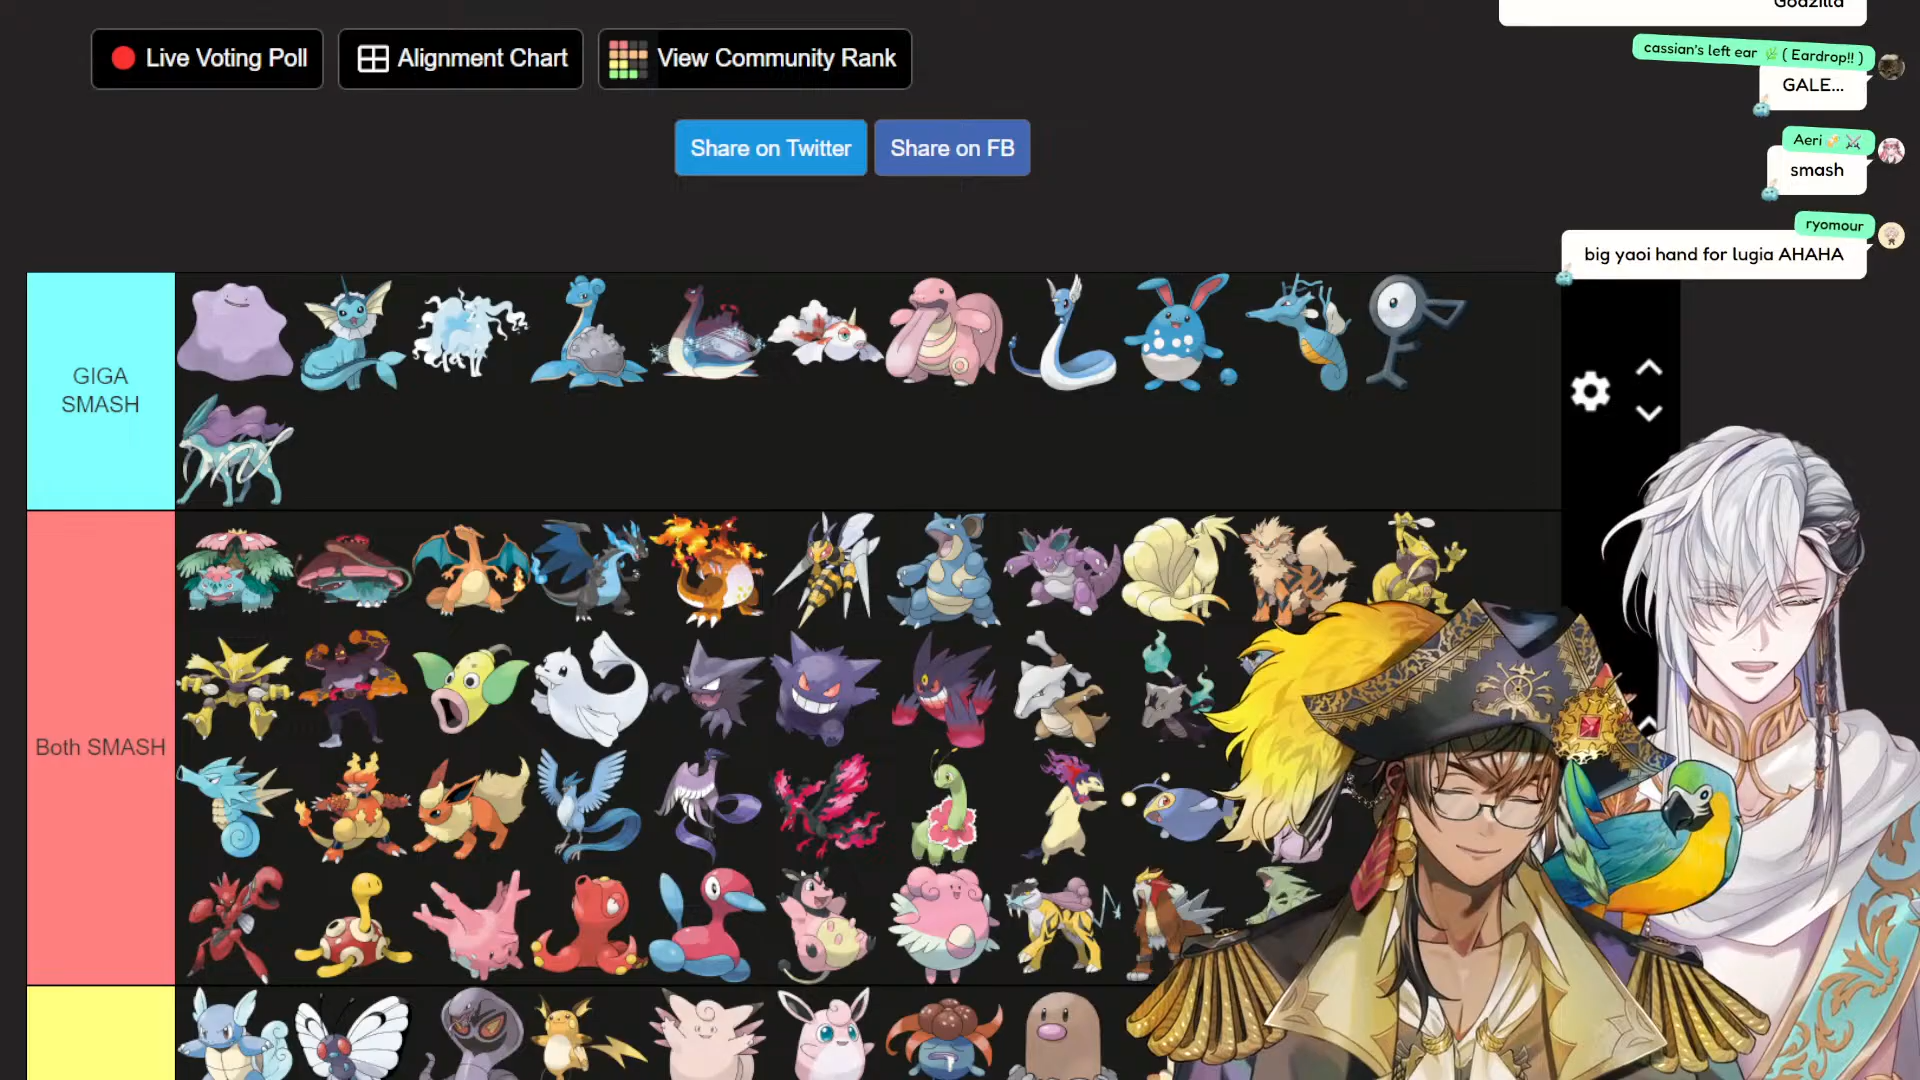 Live Voting Poll
Alignment Chart
View Community Rank
Share on Twitter
Share on FB
Godzilla
cassian's left ear 🌿 ( Eardrop!! )
GALE...
Aeri 🍼⚔️
smash
ryomour
big yaoi hand for lugia AHAHA
GIGA
SMASH
Both SMASH